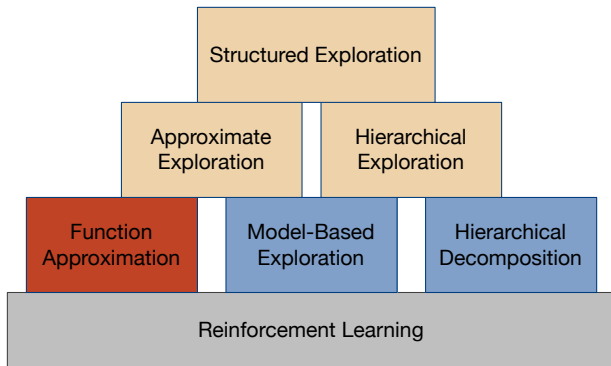 Structured Exploration
Approximate
Exploration
Hierarchical
Exploration
Function
Approximation
Model-Based
Exploration
Hierarchical
Decomposition
Reinforcement Learning